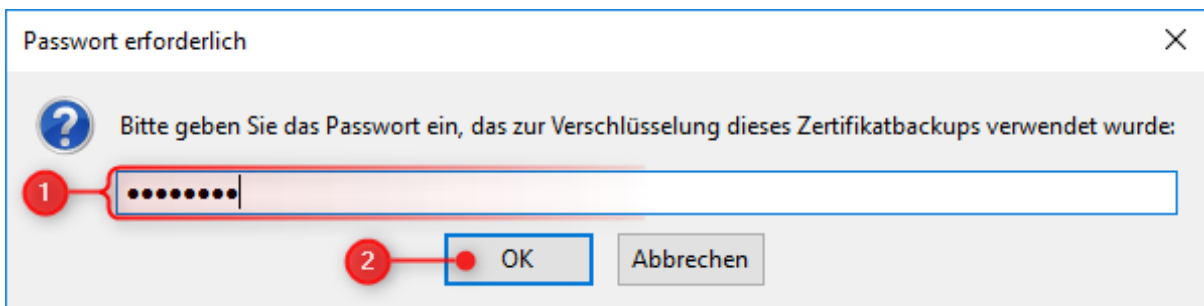 Passwort erforderlich
Bitte geben Sie das Passwort ein, das zur Verschlüsselung dieses Zertifikatbackups verwendet wurde:
1
••••••••
2
OK
Abbrechen